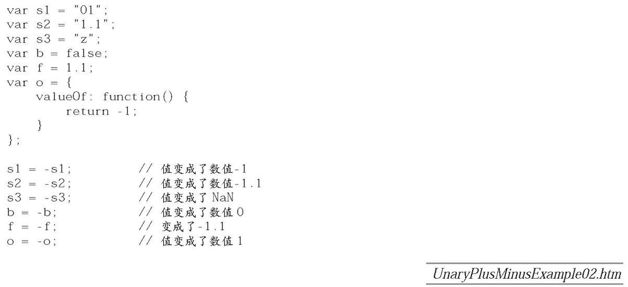 var s1 = "01";
var s2 = "1.1";
var s3 = "z";
var b = false;
var f = 1.1;
var o = {
    valueOf: function() {
        return -1;
    }
};

s1 = -s1;         // 值变成了数值-1
s2 = -s2;         // 值变成了数值-1.1
s3 = -s3;         // 值变成了 NaN
b = -b;           // 值变成了数值 0
f = -f;           // 变成了-1.1
o = -o;           // 值变成了数值 1
UnaryPlusMinusExample02.htm